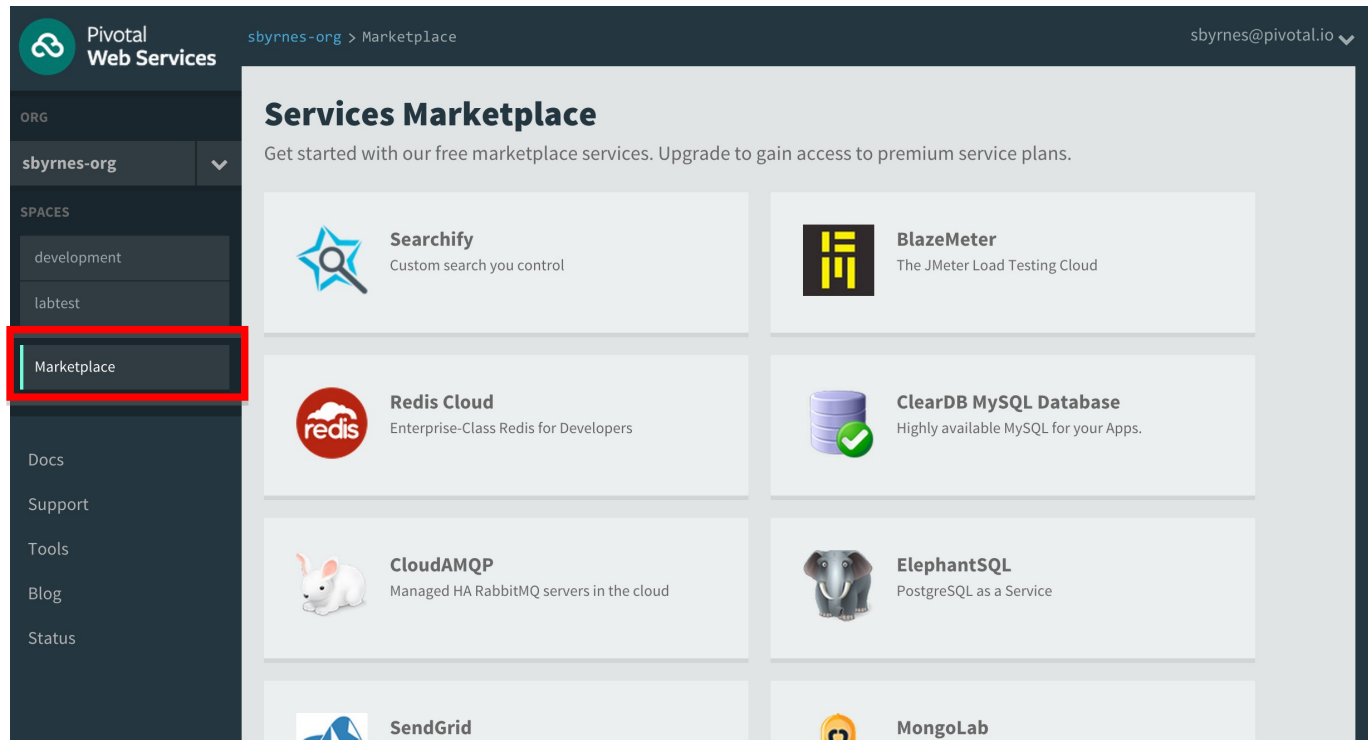 Pivotal
Web Services
sbyrnes-org > Marketplace
sbyrnes@pivotal.io
ORG
sbyrnes-org
SPACES
development
labtest
Marketplace
Docs
Support
Tools
Blog
Status
Services Marketplace
Get started with our free marketplace services. Upgrade to gain access to premium service plans.
Searchify
Custom search you control
BlazeMeter
The JMeter Load Testing Cloud
redis
Redis Cloud
Enterprise-Class Redis for Developers
ClearDB MySQL Database
Highly available MySQL for your Apps.
CloudAMQP
Managed HA RabbitMQ servers in the cloud
ElephantSQL
PostgreSQL as a Service
SendGrid
MongoLab